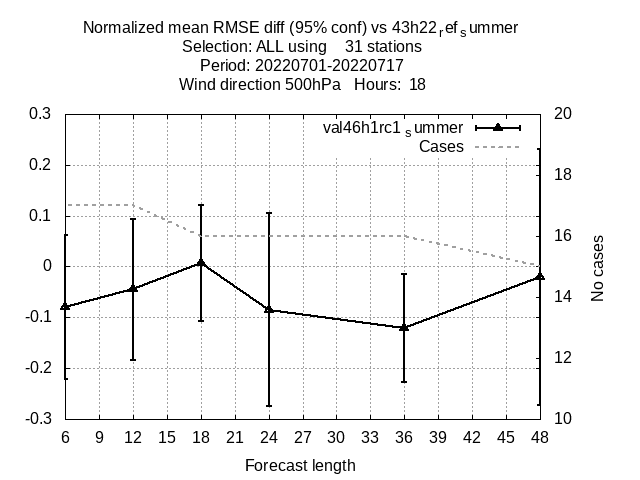 Normalized mean RMSE diff (95% conf) vs 43h22refsummer
Selection: ALL using 31 stations
Period: 20220701-20220717
Wind direction 500hPa Hours: 18
0.3 20
val46h1rc1summer
Cases
0.2 18
0.1 16
0 
-0.1 14
-0.2 12
-0.3 10
No cases
6 9 12 15 18 21 24 27 30 33 36 39 42 45 48
Forecast length